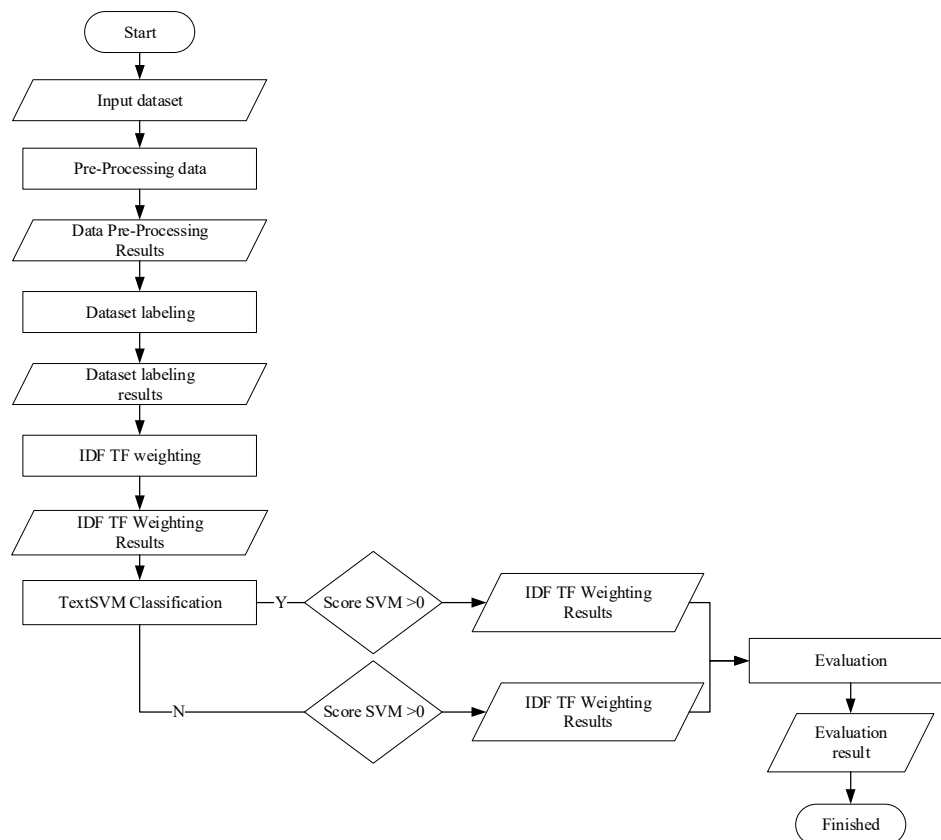 Start
Input dataset
Pre-Processing data
Data Pre-Processing
Results
Dataset labeling
Dataset labeling
results
IDF TF weighting
IDF TF Weighting
Results
TextSVM Classification
Y
Score SVM >0
IDF TF Weighting
Results
N
Score SVM >0
IDF TF Weighting
Results
Evaluation
Evaluation
result
Finished